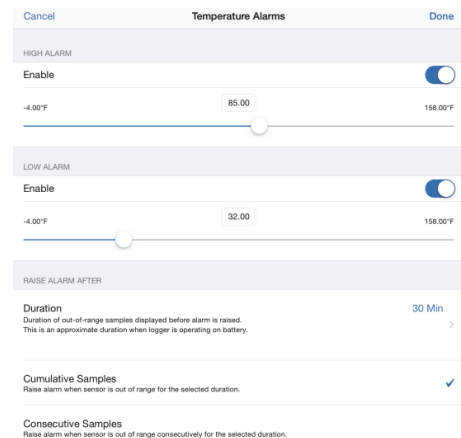 Cancel Temperature Alarms Done
HIGH ALARM
Enable
-4.00°F 85.00 158.00°F
LOW ALARM
Enable
-4.00°F 32.00 158.00°F
RAISE ALARM AFTER
Duration 30 Min
Duration of out-of-range samples displayed before alarm is raised.
This is an approximate duration when logger is operating on battery.
Cumulative Samples
Raise alarm when sensor is out of range for the selected duration.
Consecutive Samples
Raise alarm when sensor is out of range consecutively for the selected duration.